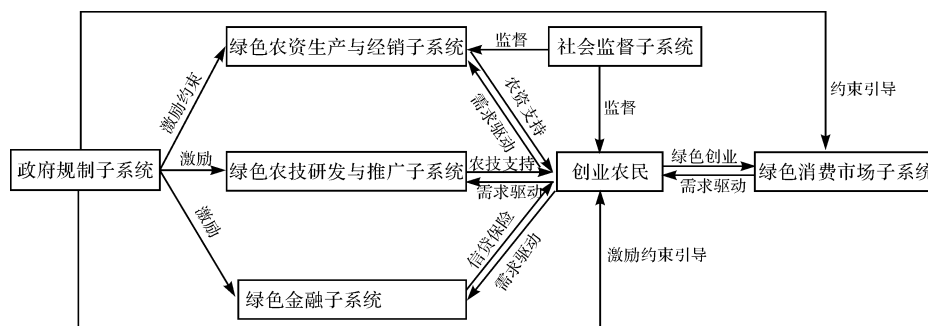 绿色农资生产与经销子系统
监督
社会监督子系统
激励约束
农资支持
需求驱动
监督
约束引导
政府规制子系统
激励
绿色农技研发与推广子系统
农技支持
需求驱动
创业农民
绿色创业
需求驱动
绿色消费市场子系统
激励
信贷保险
需求驱动
激励约束引导
绿色金融子系统